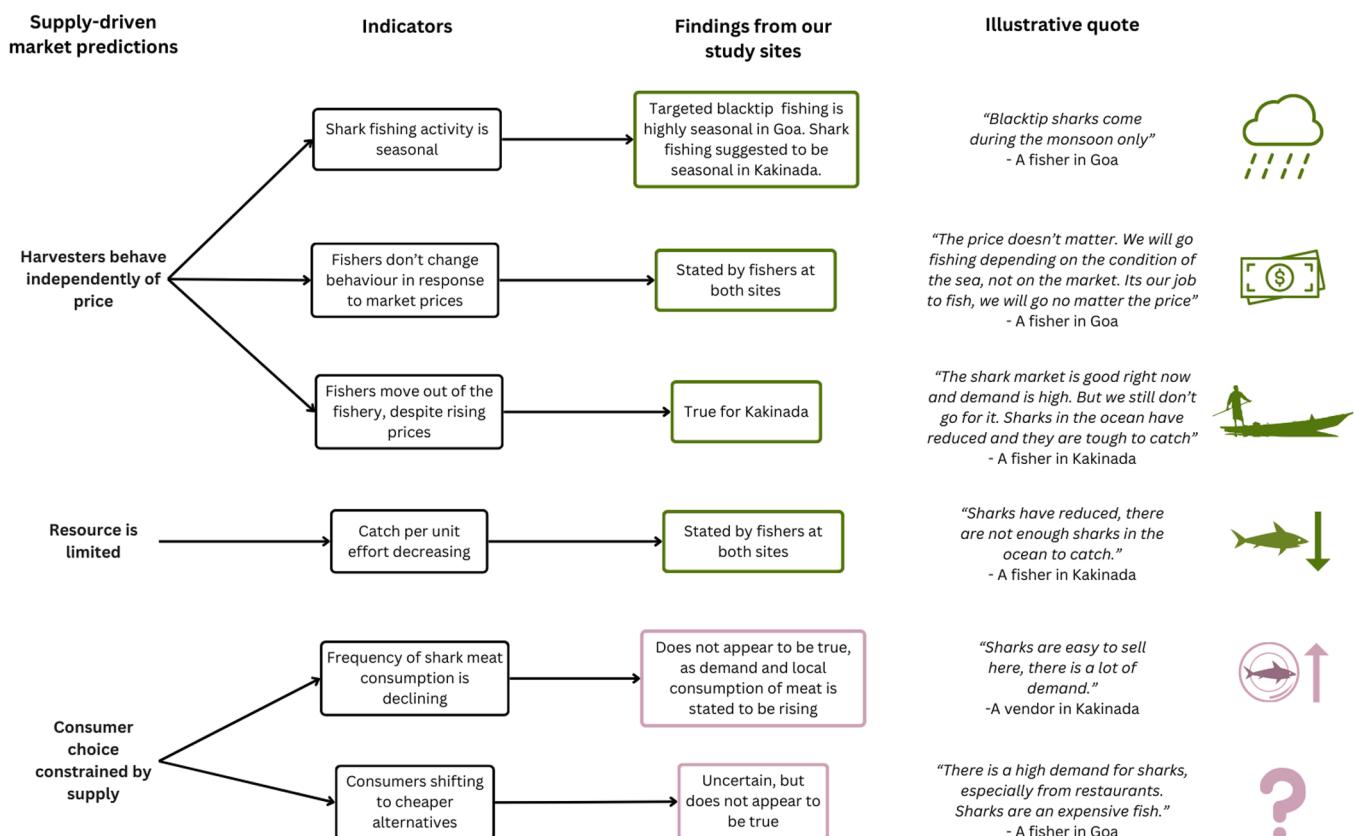 Supply-driven
market predictions
Indicators
Findings from our
study sites
Illustrative quote
Harvesters behave
independently of
price
Shark fishing activity is
seasonal
Targeted blacktip fishing is
highly seasonal in Goa. Shark
fishing suggested to be
seasonal in Kakinada.
“Blacktip sharks come
during the monsoon only”
- A fisher in Goa
Fishers don’t change
behaviour in response
to market prices
Stated by fishers at
both sites
“The price doesn’t matter. We will go
fishing depending on the condition of
the sea, not on the market. Its our job
to fish, we will go no matter the price”
- A fisher in Goa
$
Fishers move out of the
fishery, despite rising
prices
True for Kakinada
“The shark market is good right now
and demand is high. But we still don’t
go for it. Sharks in the ocean have
reduced and they are tough to catch”
- A fisher in Kakinada
Resource is
limited
Catch per unit
effort decreasing
Stated by fishers at
both sites
“Sharks have reduced, there
are not enough sharks in the
ocean to catch.”
- A fisher in Kakinada
Consumer
choice
constrained by
supply
Frequency of shark meat
consumption is
declining
Does not appear to be true,
as demand and local
consumption of meat is
stated to be rising
“Sharks are easy to sell
here, there is a lot of
demand.”
-A vendor in Kakinada
Consumers shifting
to cheaper
alternatives
Uncertain, but
does not appear to
be true
“There is a high demand for sharks,
especially from restaurants.
Sharks are an expensive fish.”
- A fisher in Goa
?